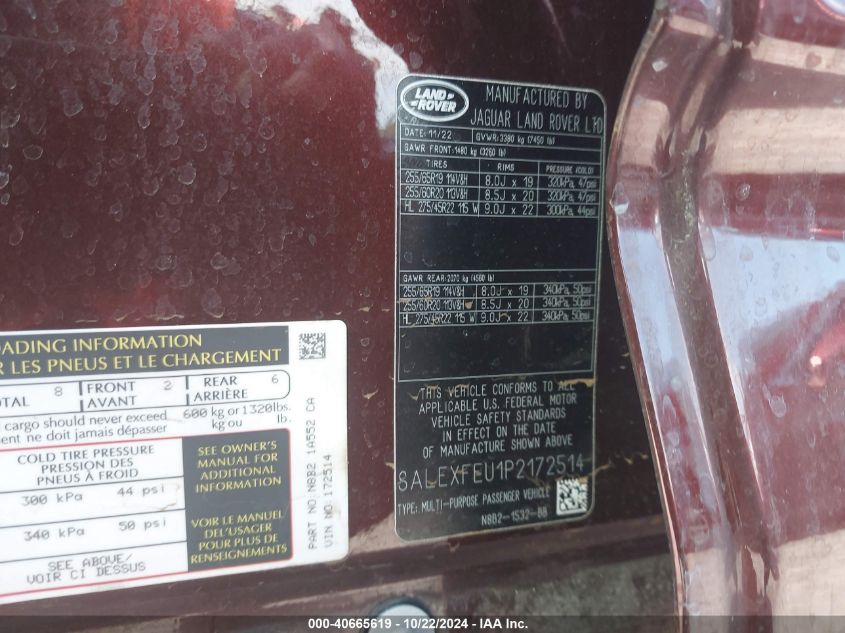 LAND ROVER
MANUFACTURED BY
JAGUAR LAND ROVER LTD
DATE: 11/22 GVWR: 3380 kg (7450 lb)
GAWR FRONT: 1480 kg (3260 lb)
TIRES RIMS PRESSURE (COLD)
255/65R19 114V&H 8.0J x 19 320kPa, 47psi
255/60R20 113V&H 8.5J x 20 320kPa, 47psi
HL 275/45R22 115 W 9.0J x 22 300kPa, 44psi
GAWR REAR: 2070 kg (4560 lb)
255/65R19 114V&H 8.0J x 19 340kPa, 50psi
255/60R20 113V&H 8.5J x 20 340kPa, 50psi
HL 275/45R22 115 W 9.0J x 22 340kPa, 50psi
THIS VEHICLE CONFORMS TO ALL
APPLICABLE U.S. FEDERAL MOTOR
VEHICLE SAFETY STANDARDS
IN EFFECT ON THE DATE
OF MANUFACTURE SHOWN ABOVE
SALEXFEU1P2172514
TYPE: MULTI-PURPOSE PASSENGER VEHICLE
N8B2-1532-BB
OADING INFORMATION
R LES PNEUS ET LE CHARGEMENT
OTAL 8 FRONT 2 REAR 6
AVANT ARRIÈRE
cargo should never exceed 600 kg or 1320lbs.
ent ne doit jamais dépasser kg ou lb.
COLD TIRE PRESSURE
PRESSION DES
PNEUS À FROID
300 kPa 44 psi
340 kPa 50 psi
SEE ABOVE/
VOIR CI DESSUS
SEE OWNER'S
MANUAL FOR
ADDITIONAL
INFORMATION
VOIR LE MANUEL
DEL'USAGER
POUR PLUS DE
RENSEIGNEMENTS
PART NO: N8B2 1A552 CA
VIN NO: 172514
000-40665619 - 10/22/2024 - IAA Inc.